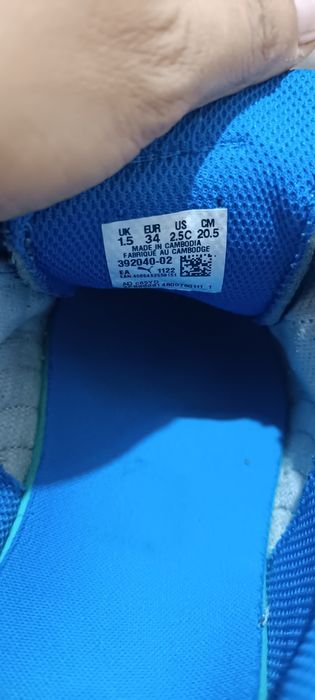 UK EUR US CM
1.5 34 2.5C 20.5
MADE IN CAMBODIA
FABRIQUE AU CAMBODGE
392040-02
EA 1122